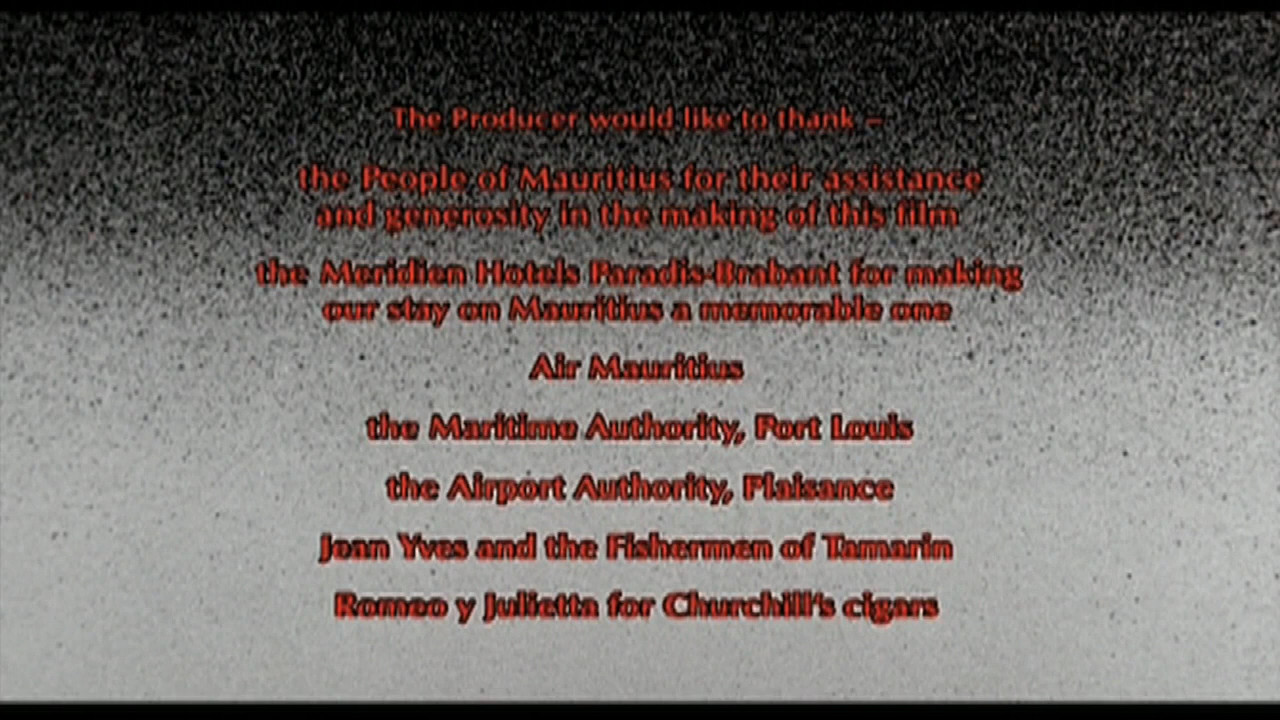 The Producer would like to thank –
the People of Mauritius for their assistance
and generosity in the making of this film
the Meridien Hotels Paradis-Brabant for making
our stay on Mauritius a memorable one
Air Mauritius
the Maritime Authority, Port Louis
the Airport Authority, Plaisance
Jean Yves and the Fishermen of Tamarin
Romeo y Julietta for Churchill's cigars